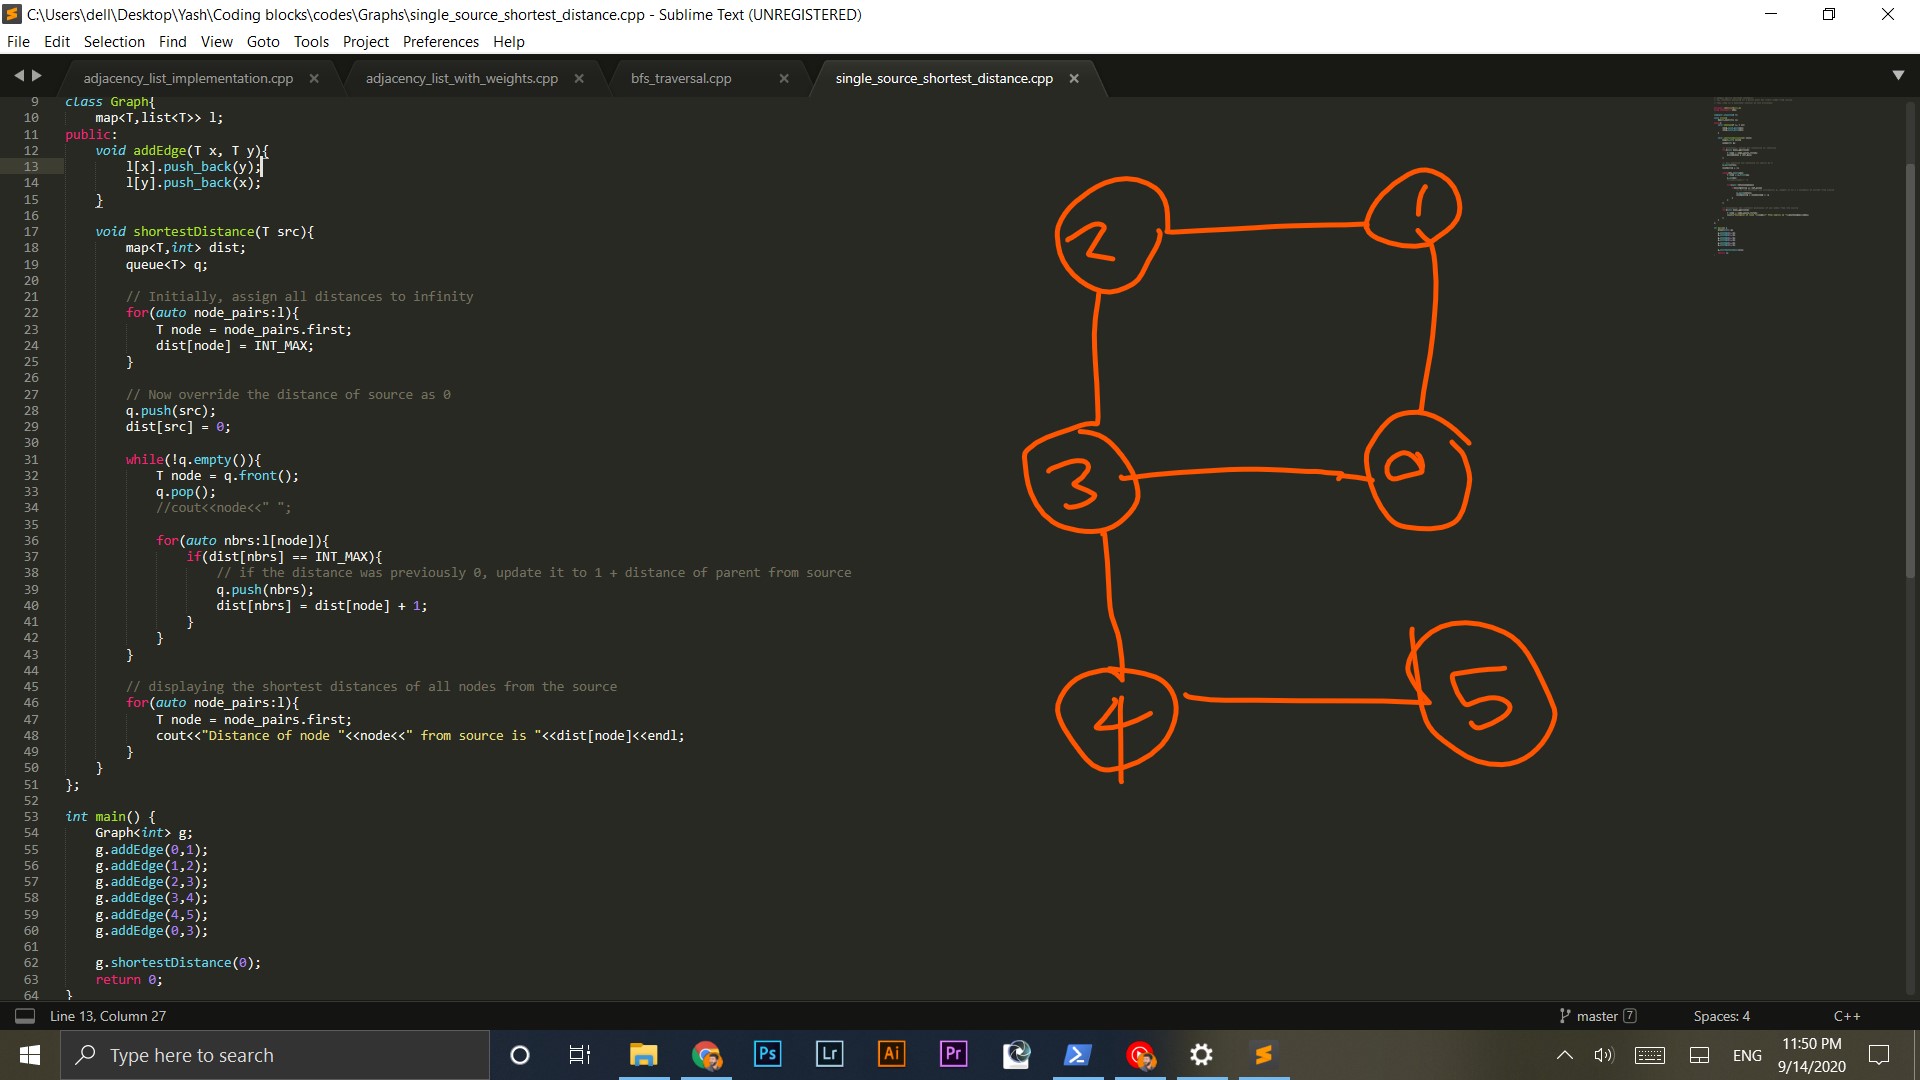 C:\Users\dell\Desktop\Yash\Coding blocks\codes\Graphs\single_source_shortest_distance.cpp - Sublime Text (UNREGISTERED)
File Edit Selection Find View Goto Tools Project Preferences Help
adjacency_list_implementation.cpp adjacency_list_with_weights.cpp bfs_traversal.cpp single_source_shortest_distance.cpp
9 class Graph{
10 map<T,list<T>> l;
11 public:
12 void addEdge(T x, T y){
13 l[x].push_back(y);
14 l[y].push_back(x);
15 }
16
17 void shortestDistance(T src){
18 map<T,int> dist;
19 queue<T> q;
20
21 // Initially, assign all distances to infinity
22 for(auto node_pairs:l){
23 T node = node_pairs.first;
24 dist[node] = INT_MAX;
25 }
26
27 // Now override the distance of source as 0
28 q.push(src);
29 dist[src] = 0;
30
31 while(!q.empty()){
32 T node = q.front();
33 q.pop();
34 //cout<<node<<" ";
35
36 for(auto nbrs:l[node]){
37 if(dist[nbrs] == INT_MAX){
38 // if the distance was previously 0, update it to 1 + distance of parent from source
39 q.push(nbrs);
40 dist[nbrs] = dist[node] + 1;
41 }
42 }
43 }
44
45 // displaying the shortest distances of all nodes from the source
46 for(auto node_pairs:l){
47 T node = node_pairs.first;
48 cout<<"Distance of node "<<node<<" from source is "<<dist[node]<<endl;
49 }
50 }
51 };
52
53 int main() {
54 Graph<int> g;
55 g.addEdge(0,1);
56 g.addEdge(1,2);
57 g.addEdge(2,3);
58 g.addEdge(3,4);
59 g.addEdge(4,5);
60 g.addEdge(0,3);
61
62 g.shortestDistance(0);
63 return 0;
64 }
2 1
3 0
4 5
Line 13, Column 27 master 7 Spaces: 4 C++
Type here to search Ps Lr Ai Pr ENG 11:50 PM
9/14/2020